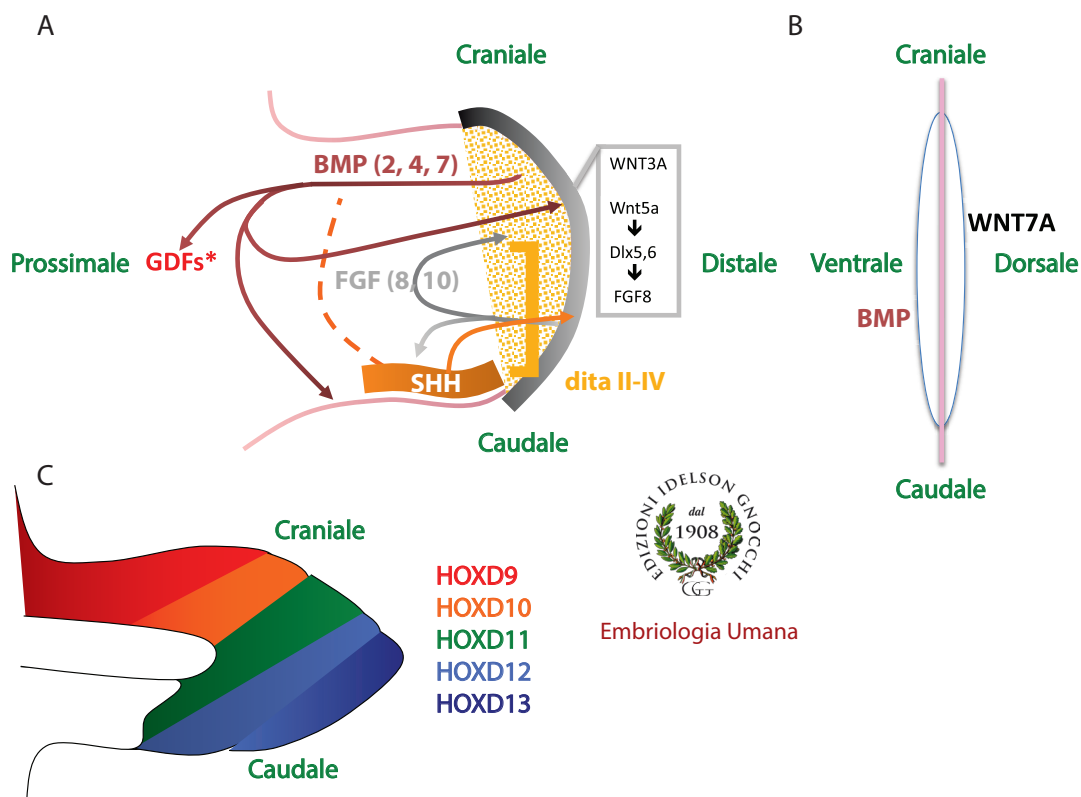 A
B
Craniale
Craniale
BMP (2, 4, 7)
WNT3A
Wnt5a
Dlx5,6
FGF8
WNT7A
Prossimale
GDFs*
FGF (8, 10)
Distale
Ventrale
Dorsale
BMP
SHH
dita II-IV
Caudale
C
Caudale
Craniale
EDIZIONI IDELSON GNOCCHI
dal
1908
HOXD9
HOXD10
HOXD11
HOXD12
HOXD13
Embriologia Umana
Caudale